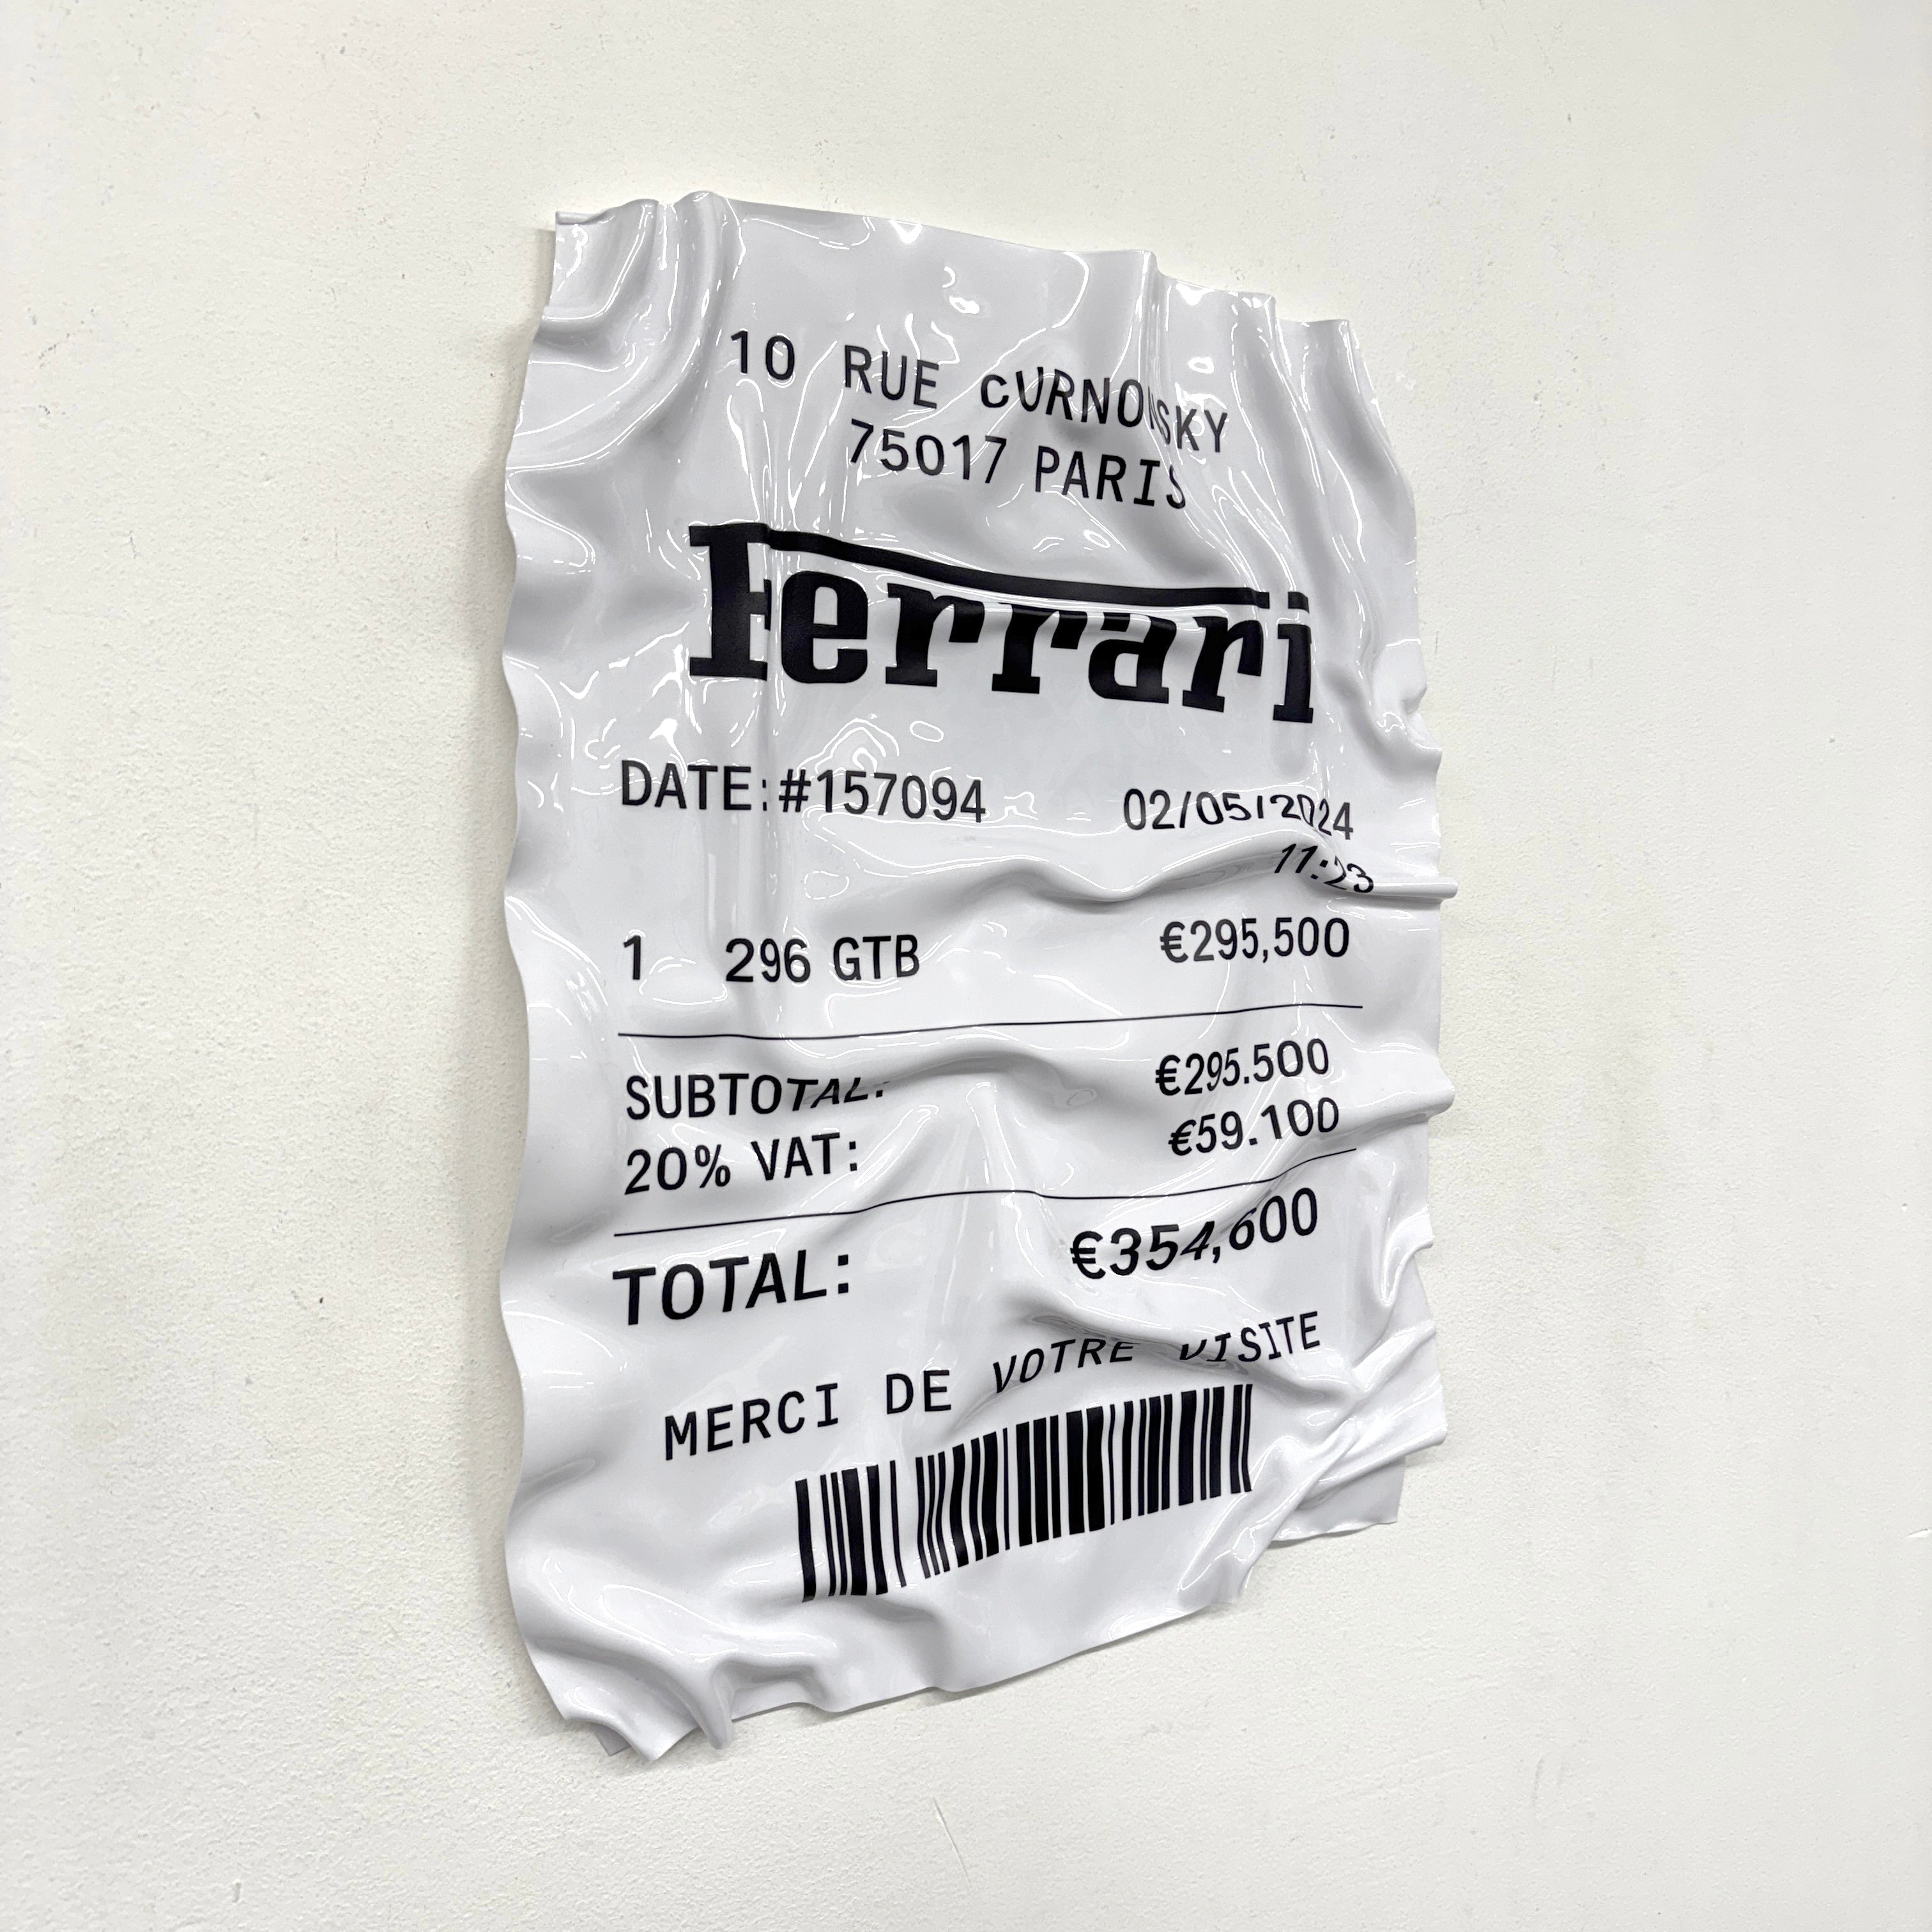 10 RUE CURNONSKY
75017 PARIS
Ferrari
DATE: #157094 02/05/2024
11:23
1 296 GTB €295,500
SUBTOTAL: €295.500
20% VAT: €59.100
TOTAL: €354,600
MERCI DE VOTRE VISITE